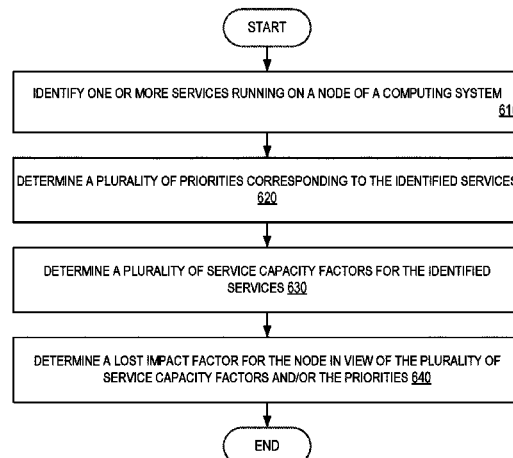 START
IDENTIFY ONE OR MORE SERVICES RUNNING ON A NODE OF A COMPUTING SYSTEM
610
DETERMINE A PLURALITY OF PRIORITIES CORRESPONDING TO THE IDENTIFIED SERVICES
620
DETERMINE A PLURALITY OF SERVICE CAPACITY FACTORS FOR THE IDENTIFIED
SERVICES 630
DETERMINE A LOST IMPACT FACTOR FOR THE NODE IN VIEW OF THE PLURALITY OF
SERVICE CAPACITY FACTORS AND/OR THE PRIORITIES 640
END